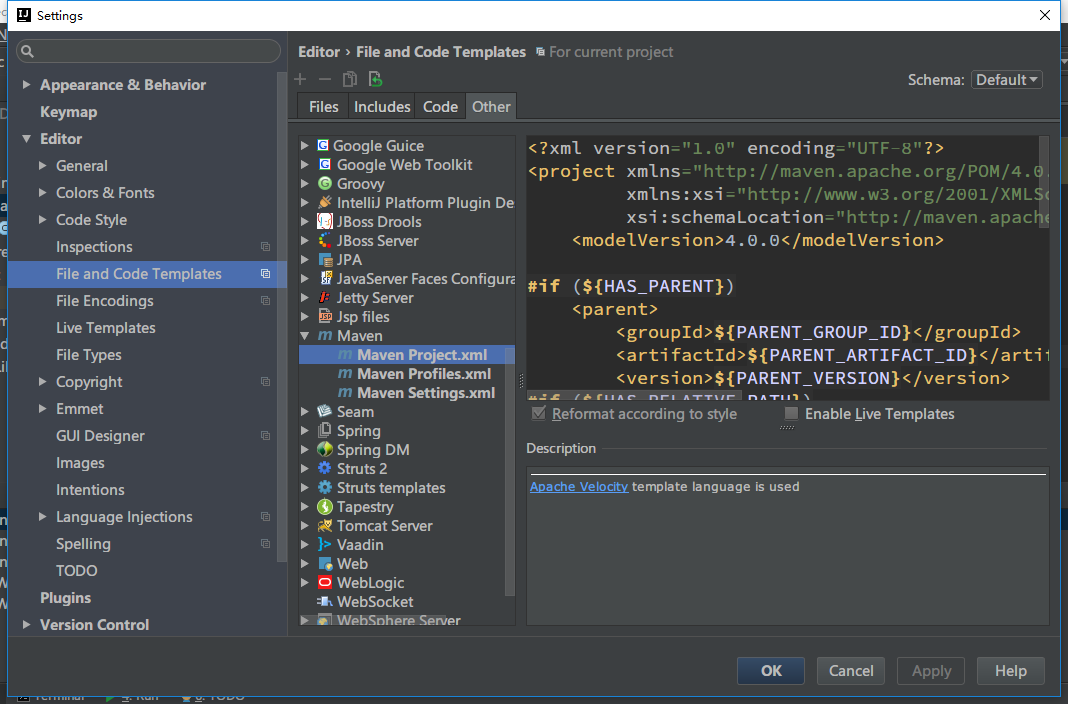 Settings
Editor › File and Code Templates For current project
Schema: Default
Files Includes Code Other
Appearance & Behavior
Keymap
Editor
General
Colors & Fonts
Code Style
Inspections
File and Code Templates
File Encodings
Live Templates
File Types
Copyright
Emmet
GUI Designer
Images
Intentions
Language Injections
Spelling
TODO
Plugins
Version Control
Google Guice
Google Web Toolkit
Groovy
IntelliJ Platform Plugin De
JBoss Drools
JBoss Server
JPA
JavaServer Faces Configura
Jetty Server
Jsp files
Maven
Maven Project.xml
Maven Profiles.xml
Maven Settings.xml
Seam
Spring
Spring DM
Struts 2
Struts templates
Tapestry
Tomcat Server
Vaadin
Web
WebLogic
WebSocket
WebSphere Server
<?xml version="1.0" encoding="UTF-8"?>
<project xmlns="http://maven.apache.org/POM/4.0.
xmlns:xsi="http://www.w3.org/2001/XMLSc
xsi:schemaLocation="http://maven.apache
<modelVersion>4.0.0</modelVersion>
#if (${HAS_PARENT})
<parent>
<groupId>${PARENT_GROUP_ID}</groupId>
<artifactId>${PARENT_ARTIFACT_ID}</artif
<version>${PARENT_VERSION}</version>
#if (${HAS_RELATIVE_PATH})
Reformat according to style Enable Live Templates
Description
Apache Velocity template language is used
OK Cancel Apply Help
Terminal 4: Run 6: TODO